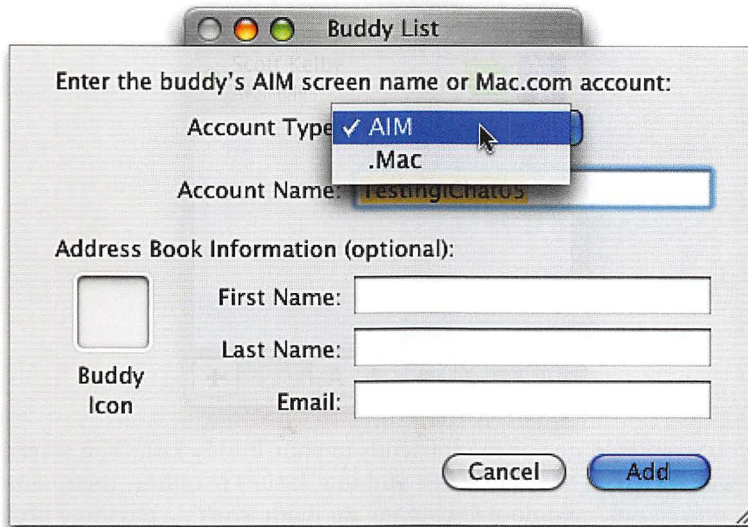 Buddy List
Enter the buddy's AIM screen name or Mac.com account:
Account Type
✓ AIM
.Mac
Account Name: TestingiChat05
Address Book Information (optional):
First Name:
Last Name:
Buddy Icon
Email:
Cancel
Add